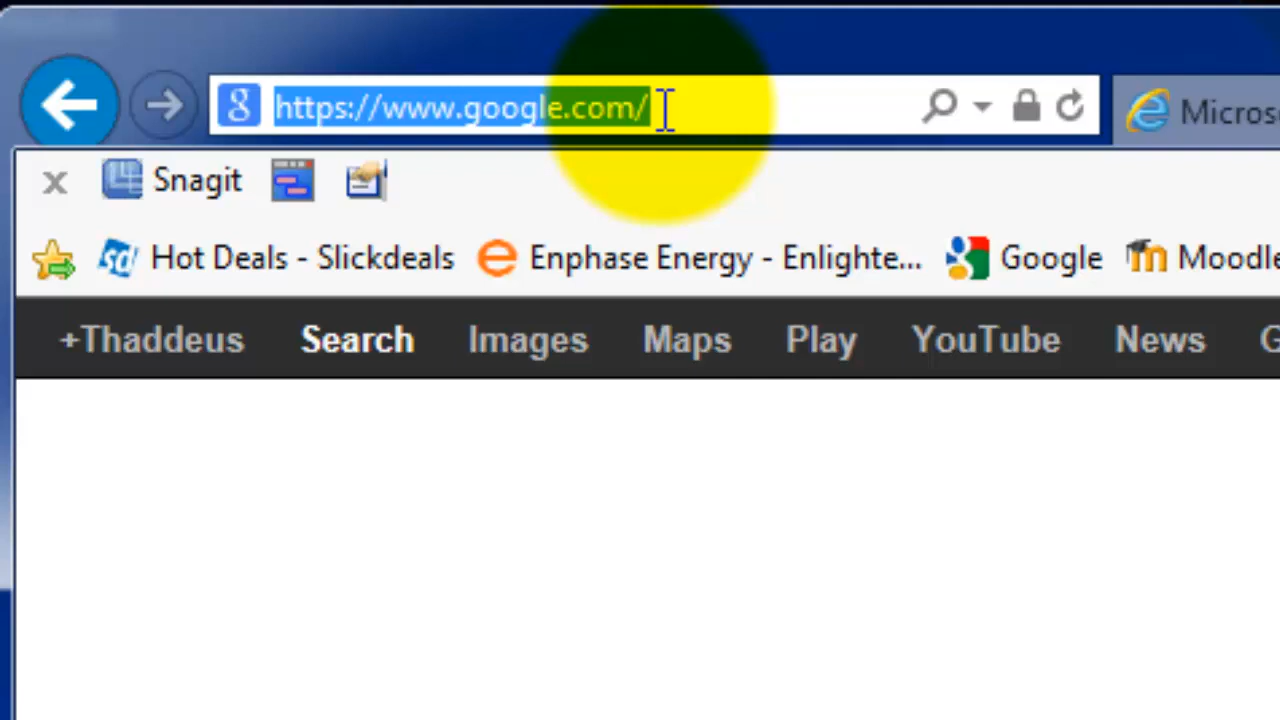 https://www.google.com/
Micros
Snagit
Hot Deals - Slickdeals Enphase Energy - Enlighte... Google Moodle
+Thaddeus Search Images Maps Play YouTube News G